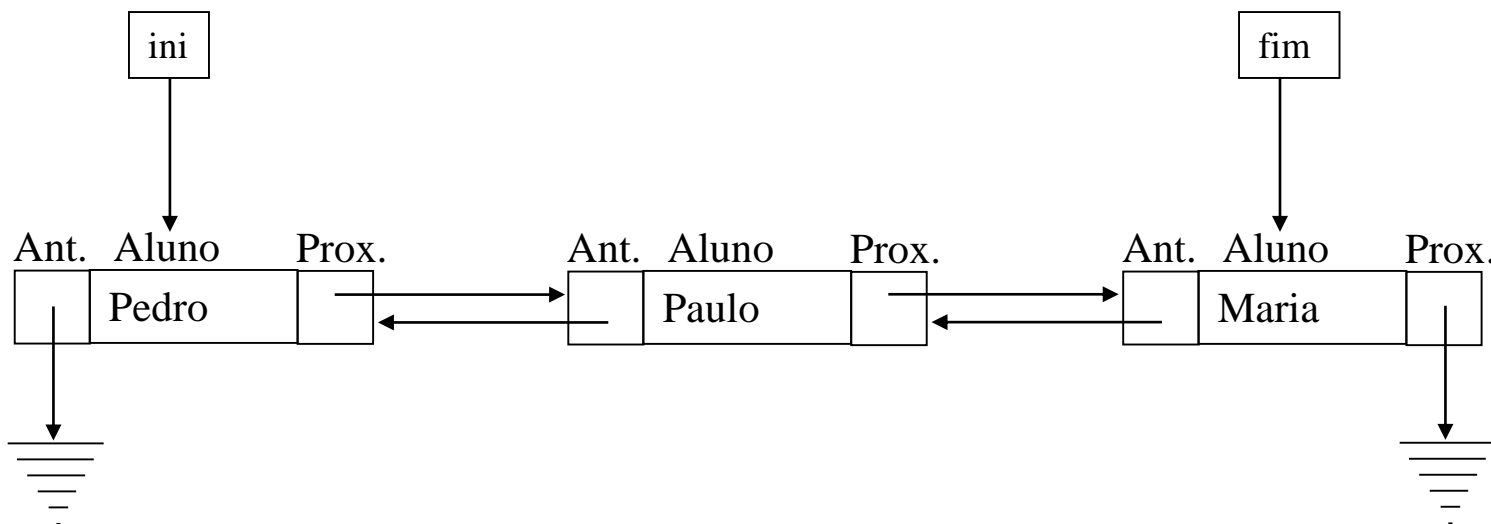 ini fim
Ant. Aluno Prox. Ant. Aluno Prox. Ant. Aluno Prox.
Pedro Paulo Maria